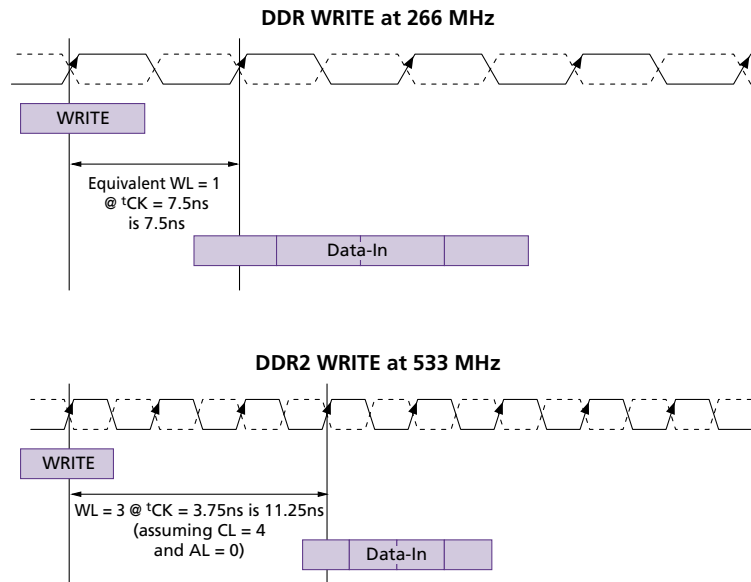 DDR WRITE at 266 MHz
WRITE
Equivalent WL = 1
@ ᵗCK = 7.5ns
is 7.5ns
Data-In
DDR2 WRITE at 533 MHz
WRITE
WL = 3 @ ᵗCK = 3.75ns is 11.25ns
(assuming CL = 4
and AL = 0)
Data-In